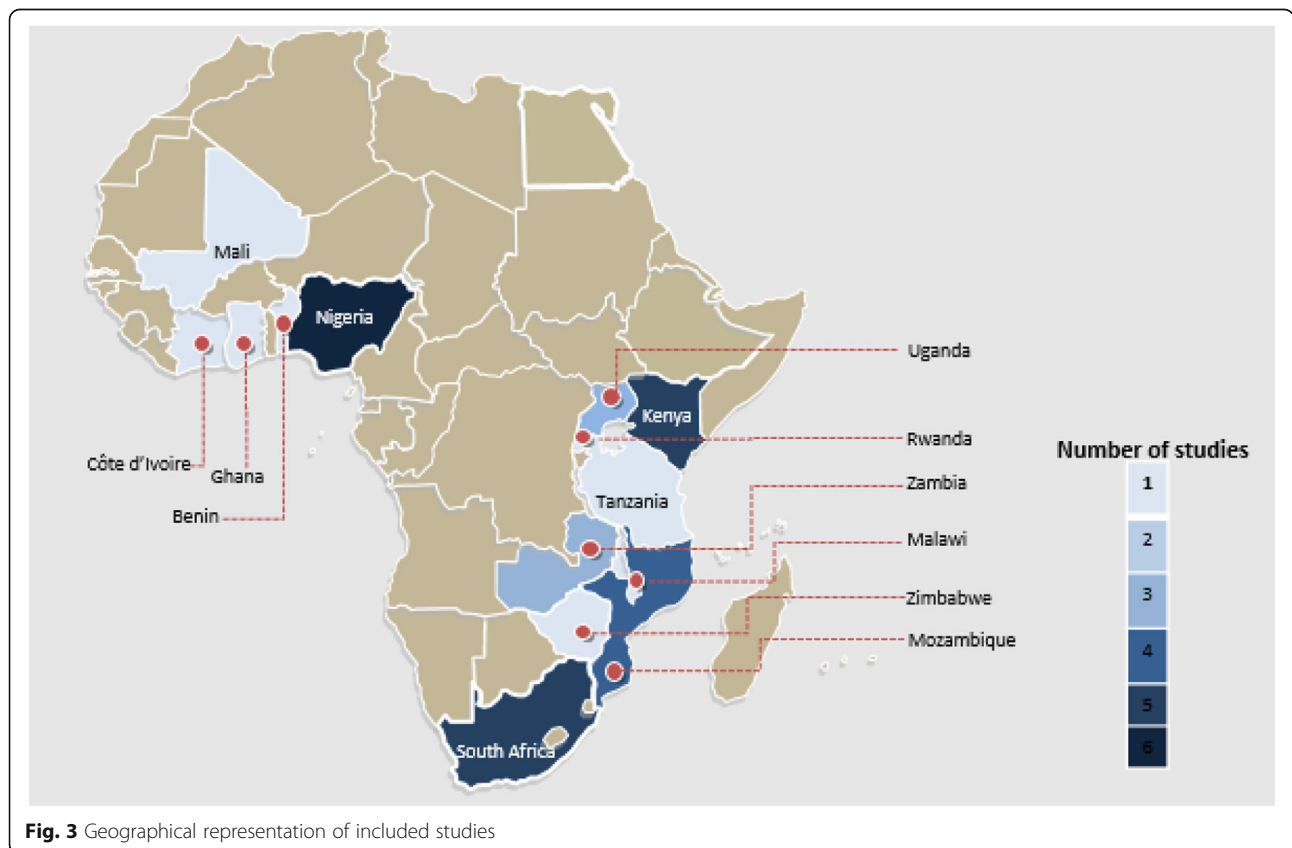 Mali
Nigeria
Uganda
Kenya
Côte d'Ivoire
Ghana
Benin
Rwanda
Number of studies
Zambia
1
Tanzania
Malawi
2
Zimbabwe
3
Mozambique
4
5
South Africa
6
Fig. 3 Geographical representation of included studies